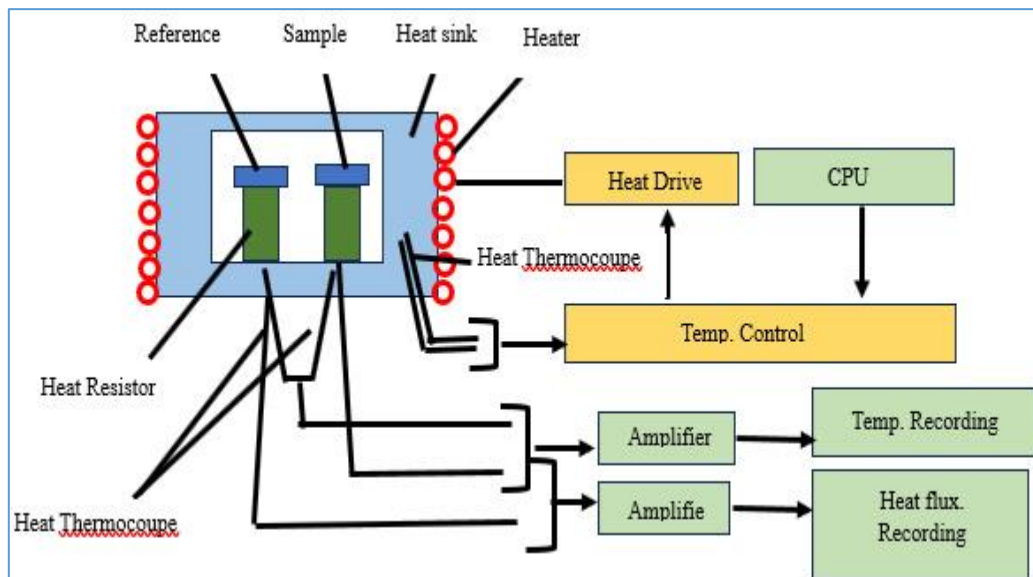 Reference
Sample
Heat sink
Heater
Heat Drive
CPU
Heat Thermocoupe
Temp. Control
Heat Resistor
Amplifier
Temp. Recording
Heat Thermocoupe
Amplifie
Heat flux.
Recording